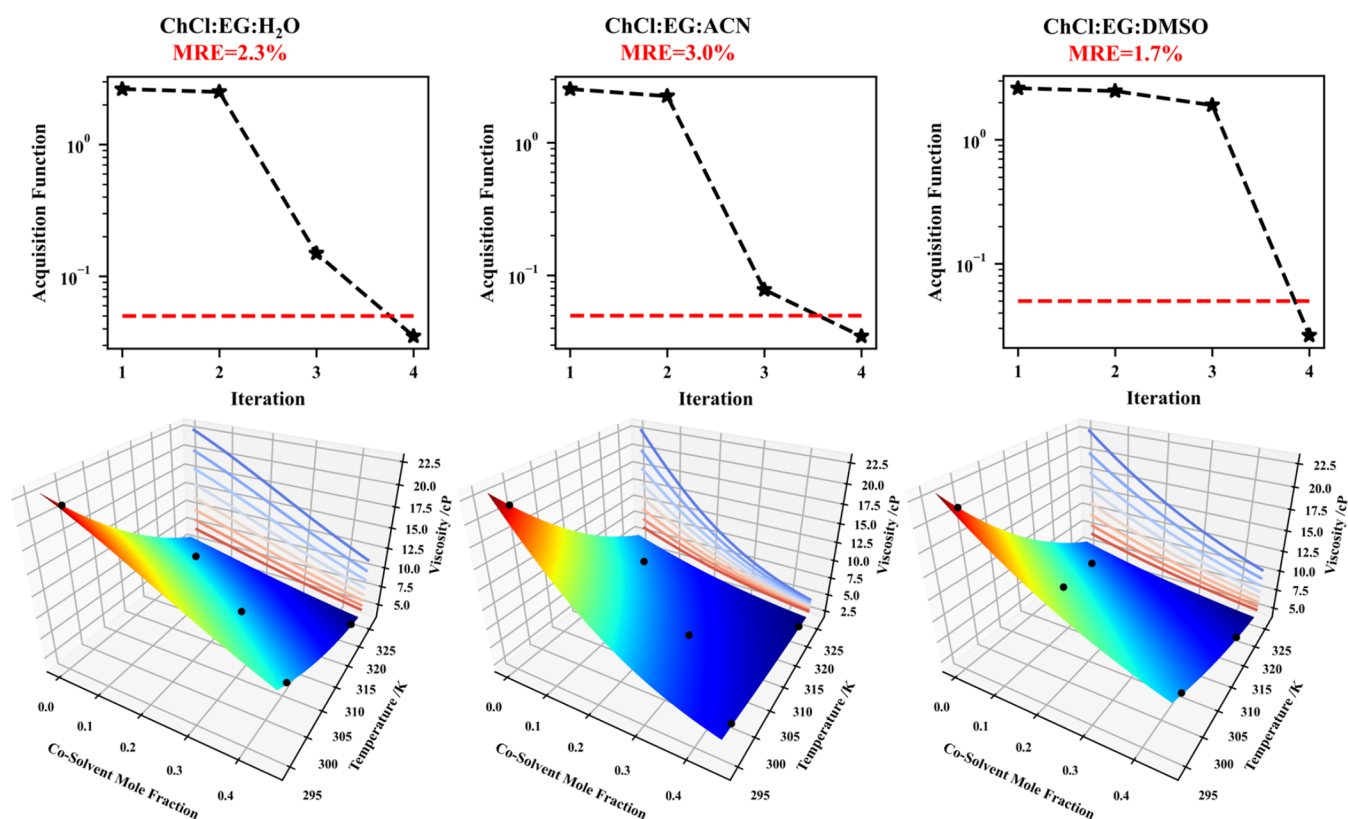 ChCl:EG:H₂O
MRE=2.3%
10⁰
10⁻¹
Acquisition Function
1 2 3 4
Iteration
ChCl:EG:ACN
MRE=3.0%
10⁰
10⁻¹
Acquisition Function
1 2 3 4
Iteration
ChCl:EG:DMSO
MRE=1.7%
10⁰
10⁻¹
Acquisition Function
1 2 3 4
Iteration
22.5
20.0
17.5
15.0
12.5
10.0
7.5
5.0
Viscosity /cP
325
320
315
310
305
300
295
Temperature /K
0.0
0.1
0.2
0.3
0.4
Co-Solvent Mole Fraction
22.5
20.0
17.5
15.0
12.5
10.0
7.5
5.0
2.5
Viscosity /cP
325
320
315
310
305
300
295
Temperature /K
0.0
0.1
0.2
0.3
0.4
Co-Solvent Mole Fraction
22.5
20.0
17.5
15.0
12.5
10.0
7.5
5.0
Viscosity /cP
325
320
315
310
305
300
295
Temperature /K
0.0
0.1
0.2
0.3
0.4
Co-Solvent Mole Fraction